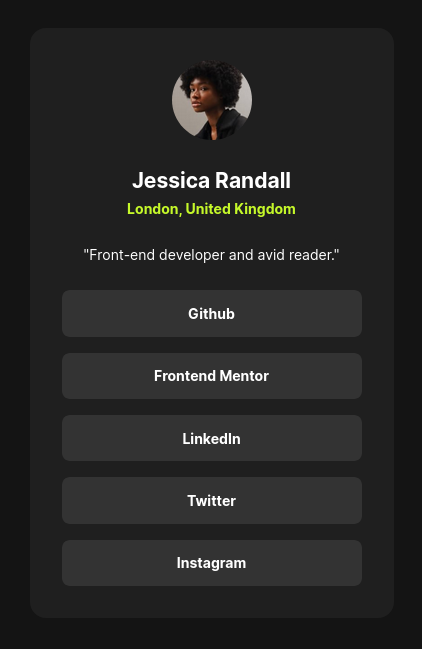 Jessica Randall
London, United Kingdom
"Front-end developer and avid reader."
Github
Frontend Mentor
LinkedIn
Twitter
Instagram